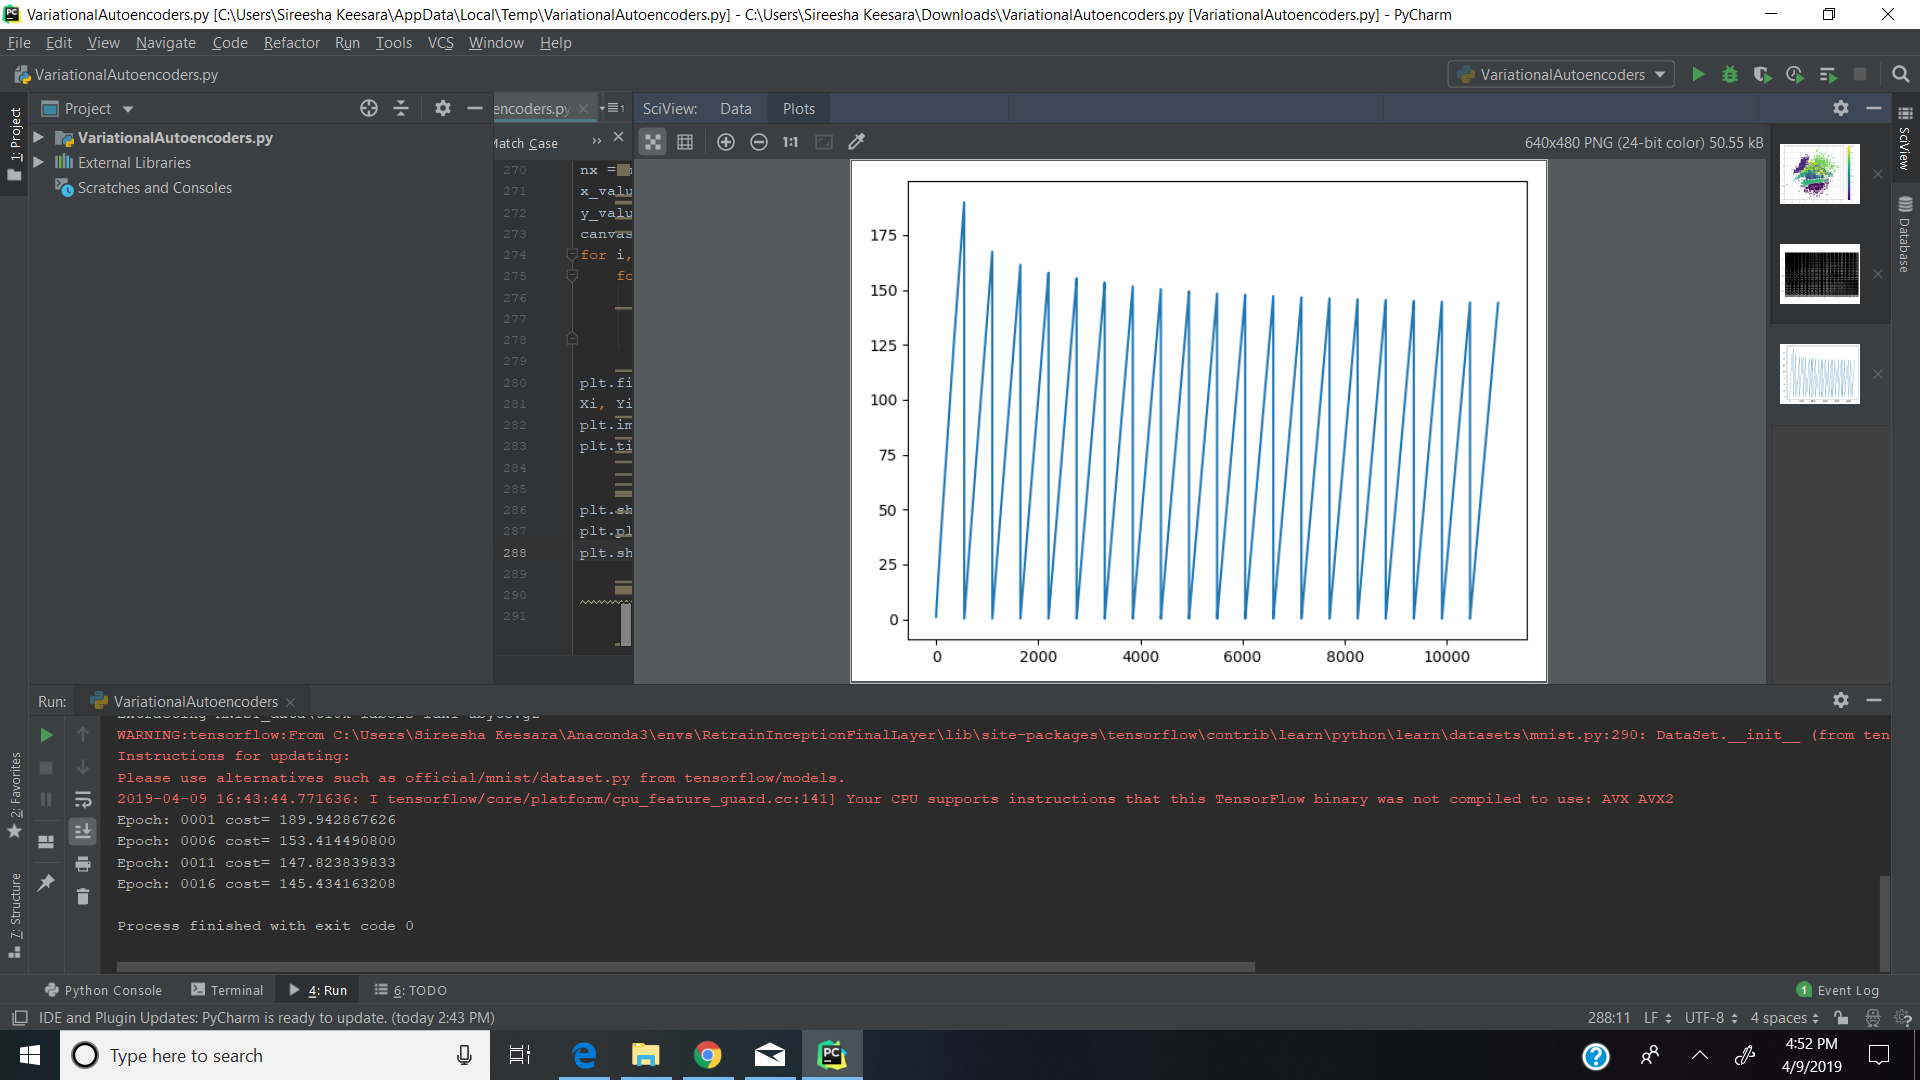 VariationalAutoencoders.py [C:\Users\Sireesha Keesara\AppData\Local\Temp\VariationalAutoencoders.py] - C:\Users\Sireesha Keesara\Downloads\VariationalAutoencoders.py [VariationalAutoencoders.py] - PyCharm
File Edit View Navigate Code Refactor Run Tools VCS Window Help
VariationalAutoencoders.py
VariationalAutoencoders
1: Project
Project
VariationalAutoencoders.py
External Libraries
Scratches and Consoles
encoders.py
1
Match Case
270 nx =
271 x_valu
272 y_valu
273 canvas
274 for i,
275 fo
276
277
278
279
280 plt.fi
281 Xi, Yi
282 plt.im
283 plt.ti
284
285
286 plt.sh
287 plt.pl
288 plt.sh
289
290
291
SciView: Data Plots
1:1
640x480 PNG (24-bit color) 50.55 kB
175
150
125
100
75
50
25
0
0 2000 4000 6000 8000 10000
SciView
Database
Run: VariationalAutoencoders
WARNING:tensorflow:From C:\Users\Sireesha Keesara\Anaconda3\envs\RetrainInceptionFinalLayer\lib\site-packages\tensorflow\contrib\learn\python\learn\datasets\mnist.py:290: DataSet.__init__ (from ten
Instructions for updating:
Please use alternatives such as official/mnist/dataset.py from tensorflow/models.
2019-04-09 16:43:44.771636: I tensorflow/core/platform/cpu_feature_guard.cc:141] Your CPU supports instructions that this TensorFlow binary was not compiled to use: AVX AVX2
Epoch: 0001 cost= 189.942867626
Epoch: 0006 cost= 153.414490800
Epoch: 0011 cost= 147.823839833
Epoch: 0016 cost= 145.434163208
Process finished with exit code 0
2: Favorites
7: Structure
Python Console Terminal 4: Run 6: TODO
1 Event Log
IDE and Plugin Updates: PyCharm is ready to update. (today 2:43 PM)
288:11 LF UTF-8 4 spaces
Type here to search
4:52 PM
4/9/2019